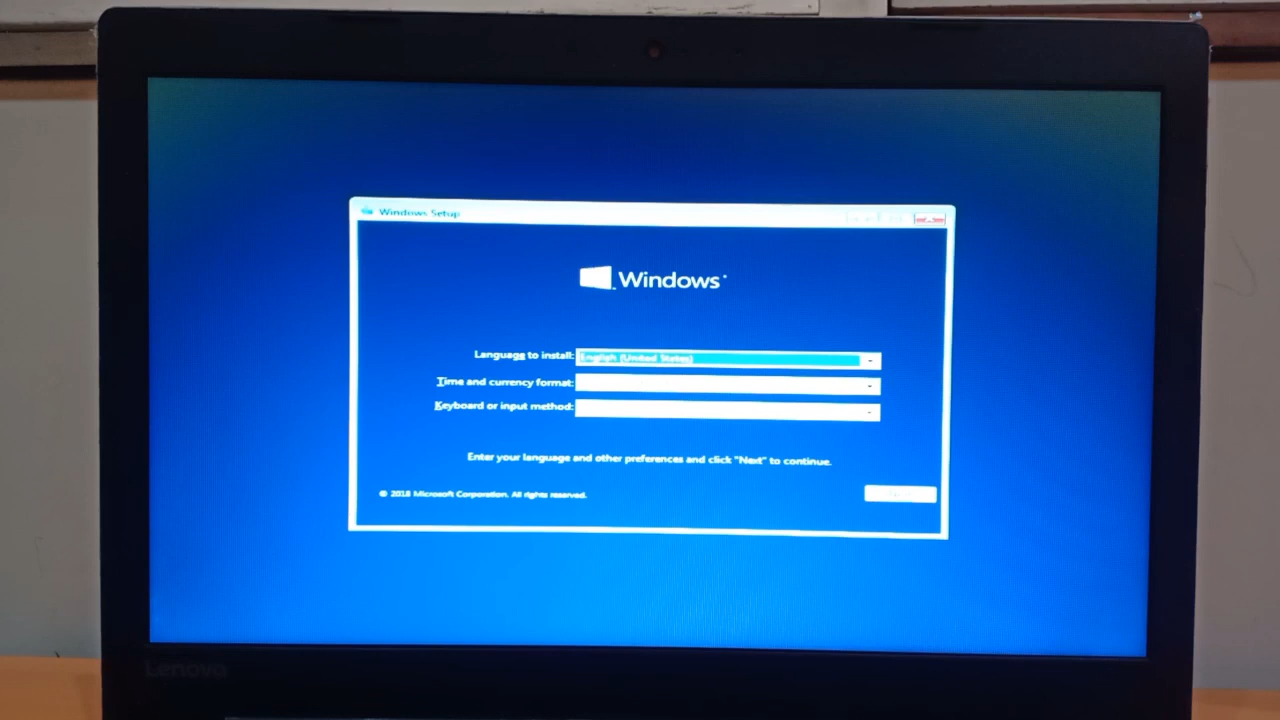 Windows Setup
Windows
Language to install: English (United States)
Time and currency format:
Keyboard or input method:
Enter your language and other preferences and click "Next" to continue.
© 2018 Microsoft Corporation. All rights reserved.
Lenovo